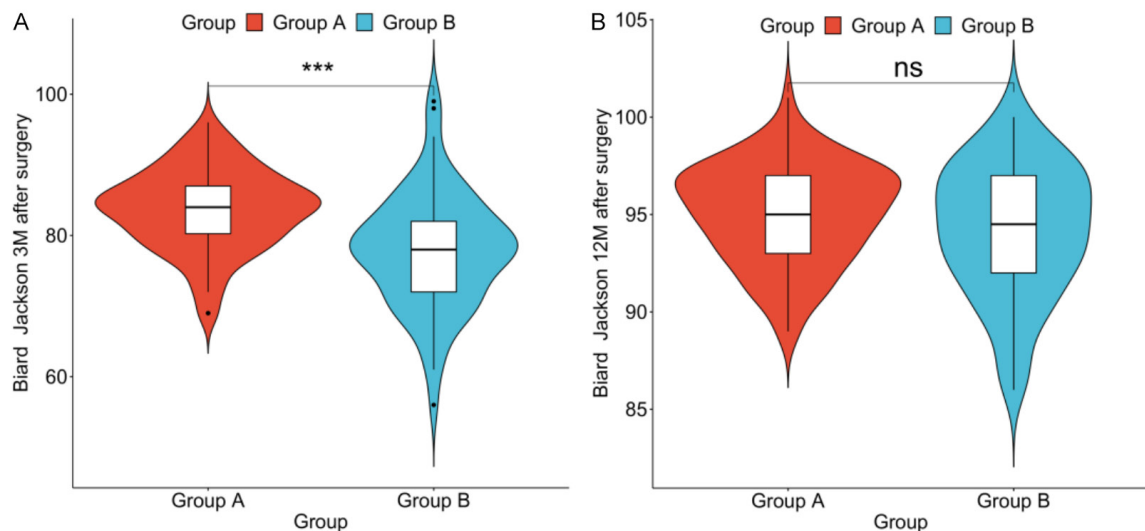 A
Group Group A Group B
***
Biard Jackson 3M after surgery
100
80
60
Group A Group B
Group
B
Group Group A Group B
ns
Biard Jackson 12M after surgery
105
100
95
90
85
Group A Group B
Group